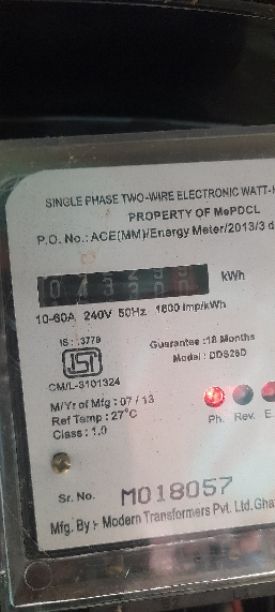 SINGLE PHASE TWO-WIRE ELECTRONIC WATT-H
PROPERTY OF MePDCL
P.O. No.: ACE(MM)/Energy Meter/2013/3 d
kWh
10-60A 240V 50Hz 1600 imp/kWh
IS : 13779
Guarantee :18 Months
Model : DDS28D
CM/L-3101324
M/Yr of Mfg : 07 / 13
Ref Temp : 27°C
Class : 1.0
Ph. Rev. E.
Sr. No. M018057
Mfg. By :- Modern Transformers Pvt. Ltd. Gha